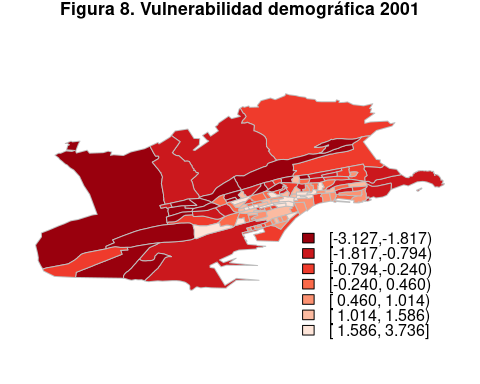 Figura 8. Vulnerabilidad demográfica 2001
[-3.127,-1.817)
[-1.817,-0.794)
[-0.794,-0.240)
[-0.240, 0.460)
[ 0.460, 1.014)
[ 1.014, 1.586)
[ 1.586, 3.736]